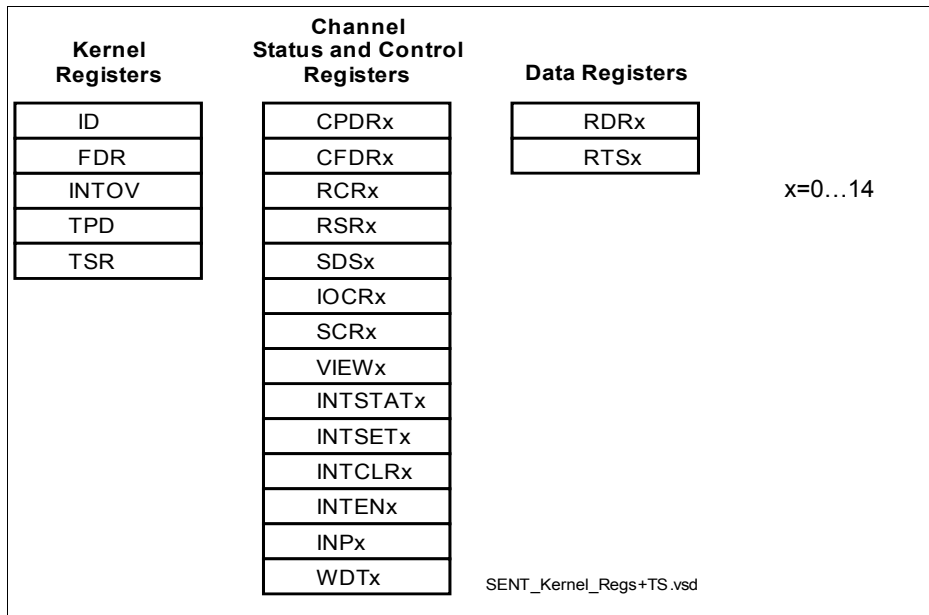 Kernel
Registers
ID
FDR
INTOV
TPD
TSR
Channel
Status and Control
Registers
CPDRx
CFDRx
RCRx
RSRx
SDSx
IOCRx
SCRx
VIEWx
INTSTATx
INTSETx
INTCLRx
INTENx
INPx
WDTx
Data Registers
RDRx
RTSx
x=0…14
SENT_Kernel_Regs+TS.vsd